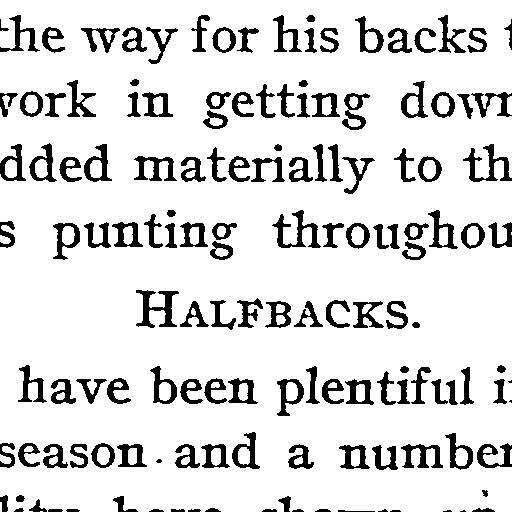 the way for his backs
work in getting down
dded materially to th
s punting throughou
HALFBACKS.
have been plentiful i
season and a number